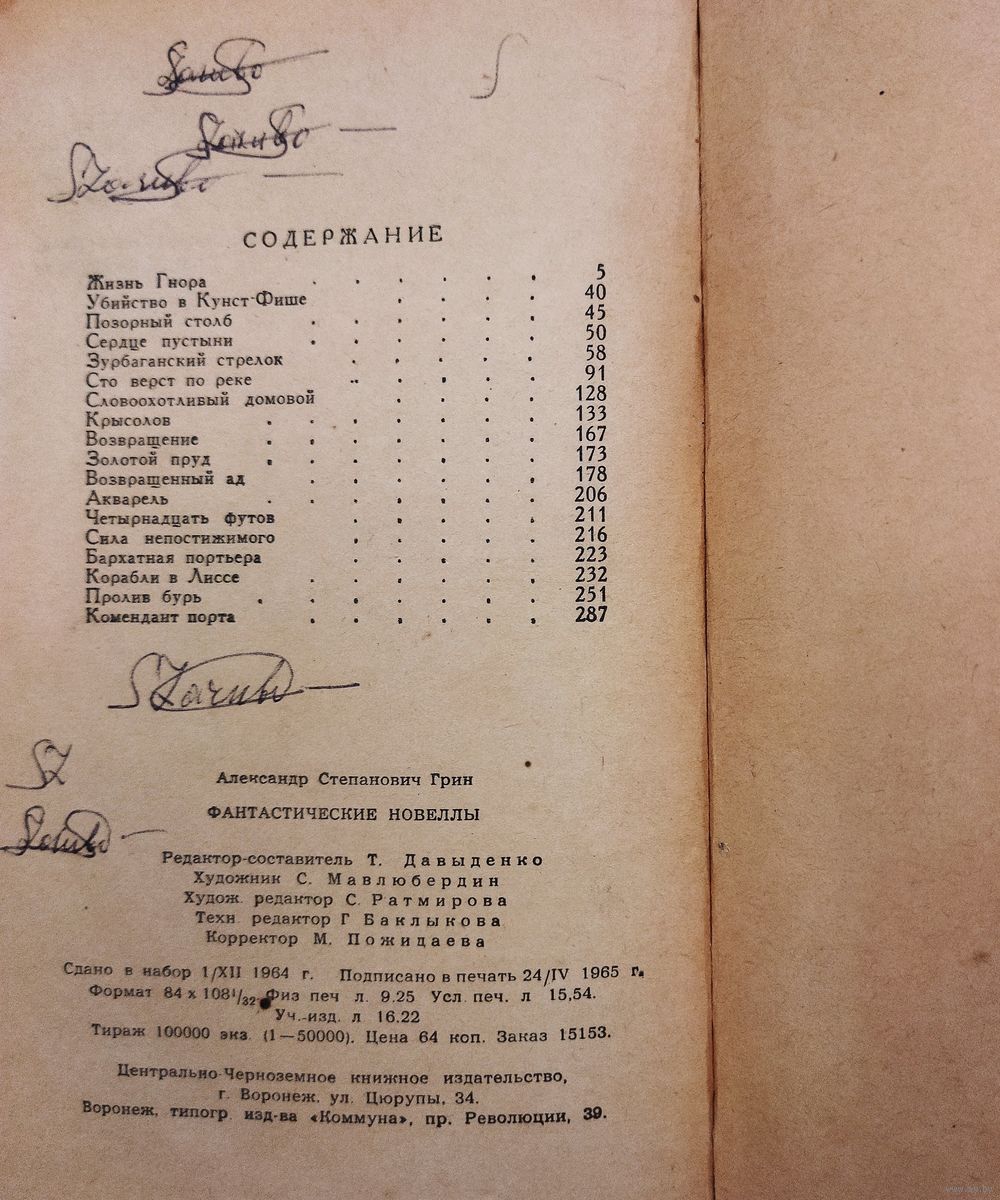 СОДЕРЖАНИЕ
Жизнь Гнора . . . . . . 5
Убийство в Кунст-Фише . . . . 40
Позорный столб . . . . . . 45
Сердце пустыни . . . . . . 50
Зурбаганский стрелок . . . . . 58
Сто верст по реке . . . . . 91
Словоохотливый домовой . . . . 128
Крысолов . . . . . . . 133
Возвращение . . . . . . . 167
Золотой пруд . . . . . . . 173
Возвращенный ад . . . . . . 178
Акварель . . . . . . . 206
Четырнадцать футов . . . . . 211
Сила непостижимого . . . . . 216
Бархатная портьера . . . . . 223
Корабли в Лиссе . . . . . . 232
Пролив бурь . . . . . . . 251
Комендант порта . . . . . . 287
Александр Степанович Грин
ФАНТАСТИЧЕСКИЕ НОВЕЛЛЫ
Редактор-составитель Т. Давыденко
Художник С. Мавлюбердин
Худож. редактор С. Ратмирова
Техн. редактор Г Баклыкова
Корректор М. Пожидаева
Сдано в набор 1/XII 1964 г. Подписано в печать 24/IV 1965 г.
Формат 84 x 108 1/32. Физ печ л. 9.25 Усл. печ. л 15,54.
Уч.-изд. л 16.22
Тираж 100000 экз. (1—50000). Цена 64 коп. Заказ 15153.
Центрально-Черноземное книжное издательство,
г. Воронеж, ул. Цюрупы, 34.
Воронеж, типогр. изд-ва «Коммуна», пр. Революции, 39.